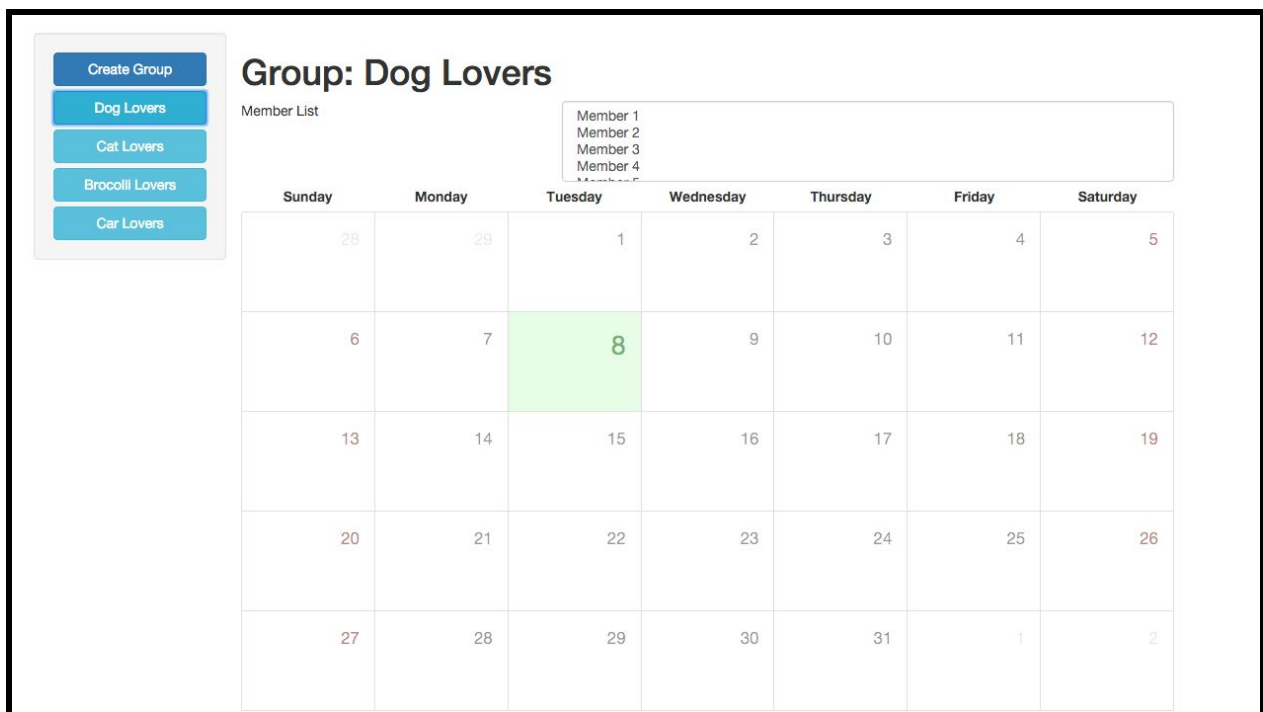 Create Group
Dog Lovers
Cat Lovers
Brocolli Lovers
Car Lovers
Group: Dog Lovers
Member List
Member 1
Member 2
Member 3
Member 4
Member 5
Sunday Monday Tuesday Wednesday Thursday Friday Saturday
28 29 1 2 3 4 5
6 7 8 9 10 11 12
13 14 15 16 17 18 19
20 21 22 23 24 25 26
27 28 29 30 31 1 2